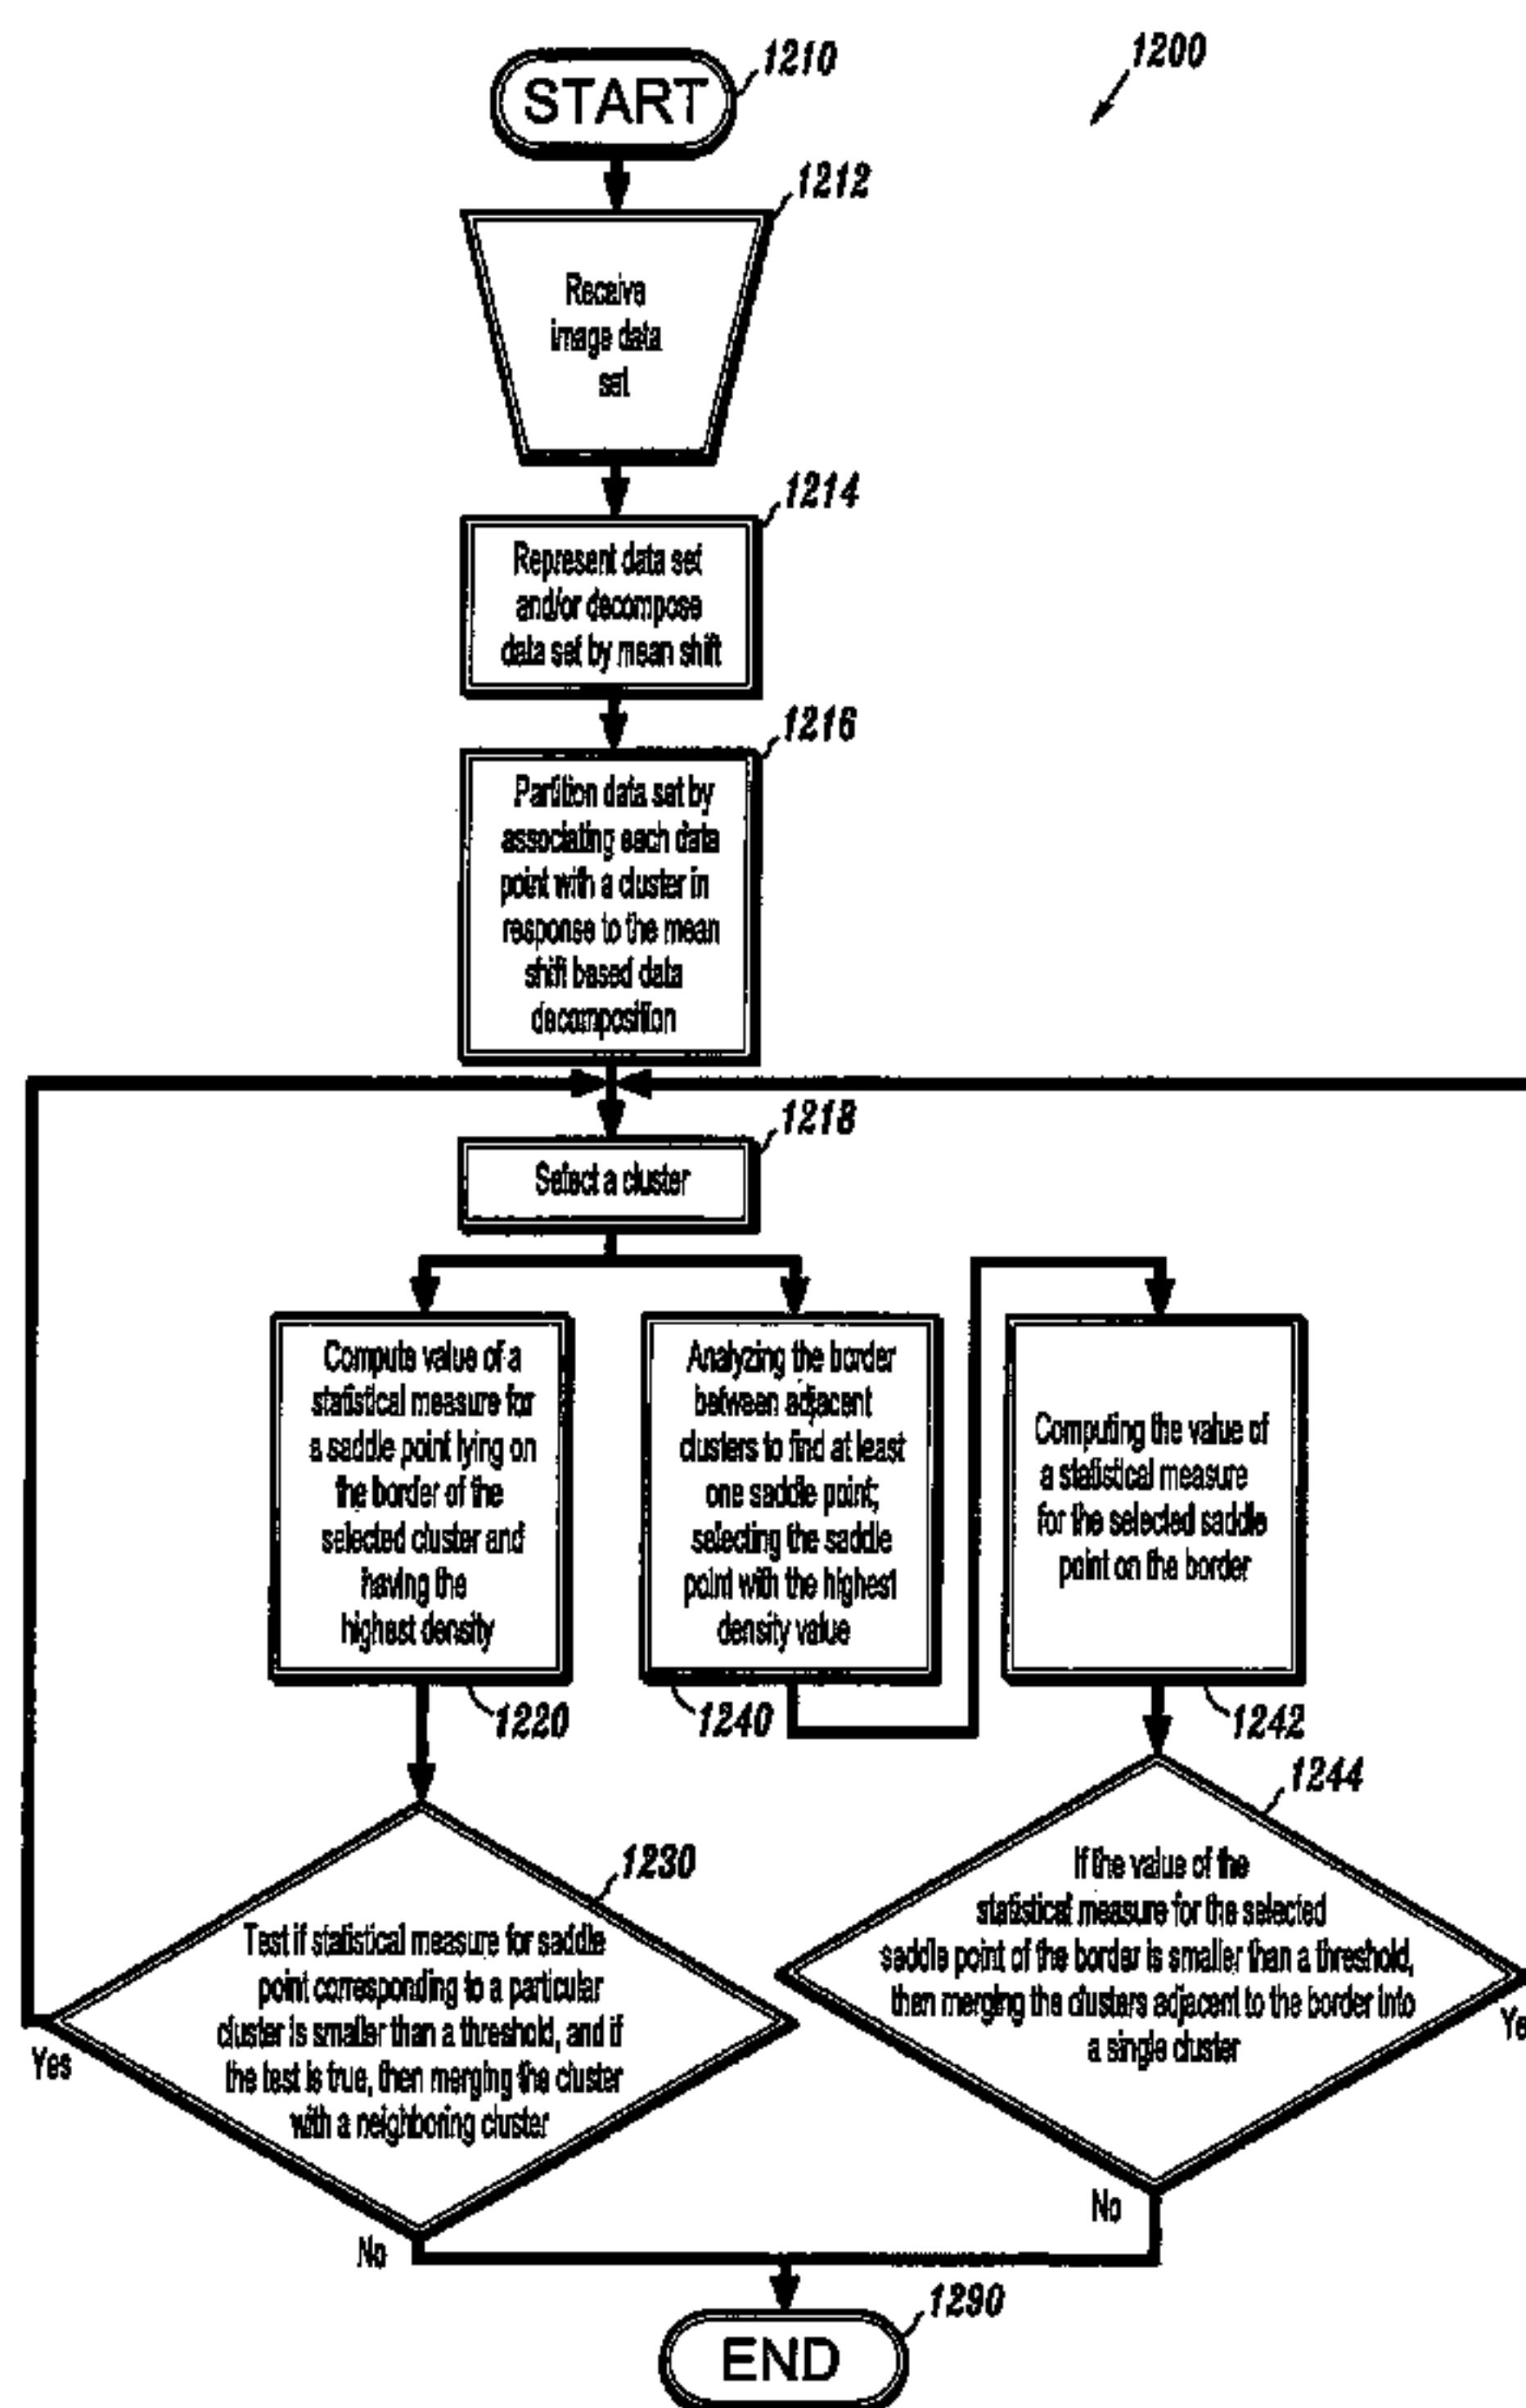 1200
1210
START
1212
Receive
image data
set
1214
Represent data set
and/or decompose
data set by mean shift
1216
Partition data set by
associating each data
point with a cluster in
response to the mean
shift based data
decomposition
1218
Select a cluster
Compute value of a
statistical measure for
a saddle point lying on
the border of the
selected cluster and
having the
highest density
1220
Analyzing the border
between adjacent
clusters to find at least
one saddle point;
selecting the saddle
point with the highest
density value
1240
Computing the value of
a statistical measure
for the selected saddle
point on the border
1242
1230
Test if statistical measure for saddle
point corresponding to a particular
cluster is smaller than a threshold, and if
the test is true, then merging the cluster
with a neighboring cluster
Yes
No
1244
If the value of the
statistical measure for the selected
saddle point of the border is smaller than a threshold,
then merging the clusters adjacent to the border into
a single cluster
Ye
No
1290
END